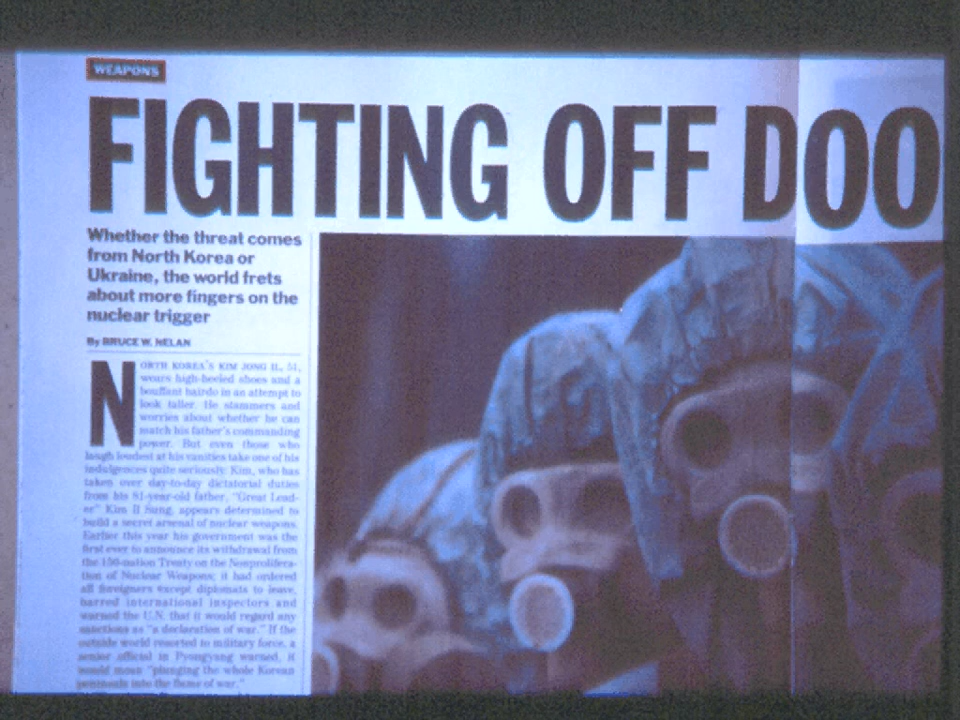 WEAPONS
FIGHTING OFF DOO
Whether the threat comes
from North Korea or
Ukraine, the world frets
about more fingers on the
nuclear trigger
By BRUCE W. NELAN
NORTH KOREA'S KIM JONG IL, 51,
wears high-heeled shoes and a
bouffant hairdo in an attempt to
look taller. He stammers and
worries about whether he can
match his father's commanding
power. But even those who
laugh loudest at his vanities take one of his
indulgences quite seriously: Kim, who has
taken over day-to-day dictatorial duties
from his 81-year-old father, "Great Lead-
er" Kim Il Sung, appears determined to
build a secret arsenal of nuclear weapons.
Earlier this year his government was the
first ever to announce its withdrawal from
the 156-nation Treaty on the Nonprolifera-
tion of Nuclear Weapons; it had ordered
all foreigners except diplomats to leave,
barred international inspectors and
warned the U.N. that it would regard any
sanctions as "a declaration of war." If the
outside world resorted to military force, a
senior official in Pyongyang warned, it
would mean "plunging the whole Korean
peninsula into the flame of war."